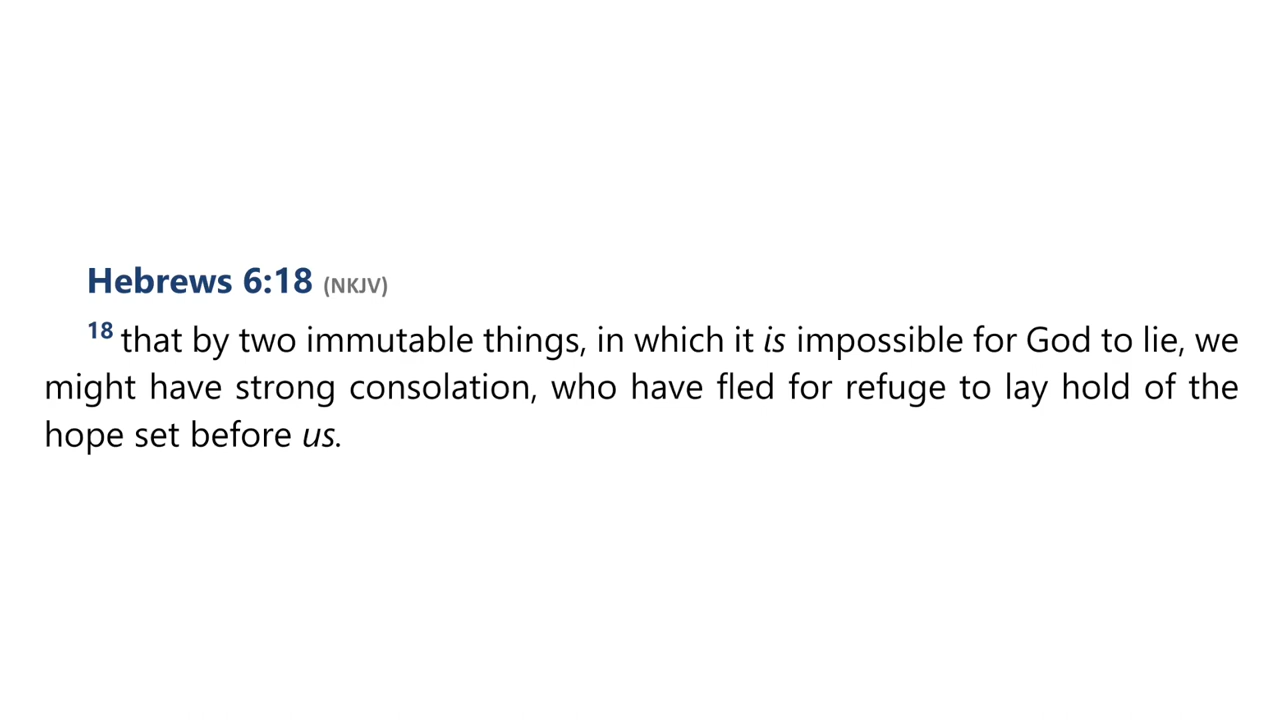 Hebrews 6:18 (NKJV)
18 that by two immutable things, in which it is impossible for God to lie, we
might have strong consolation, who have fled for refuge to lay hold of the
hope set before us.